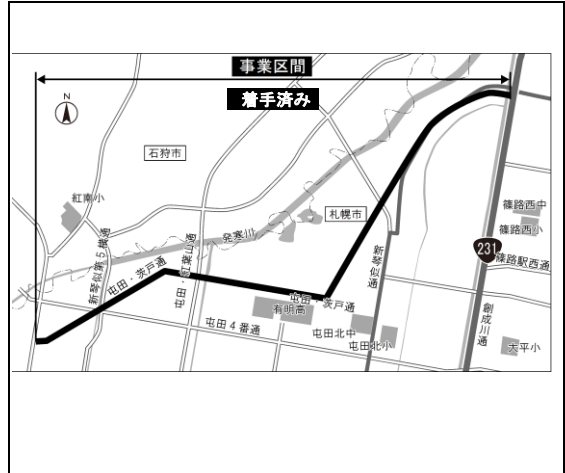 事業区間
着手済み
N
石狩市
紅南小
札幌市
発寒川
新琴似第5横通
屯田・紅葉山通
屯田・茨戸通
新琴似通
篠路西中
篠路西小
231
篠路駅西通
屯田・茨戸通
有明高
屯田4番通
屯田北中
屯田北小
創成川通
太平小